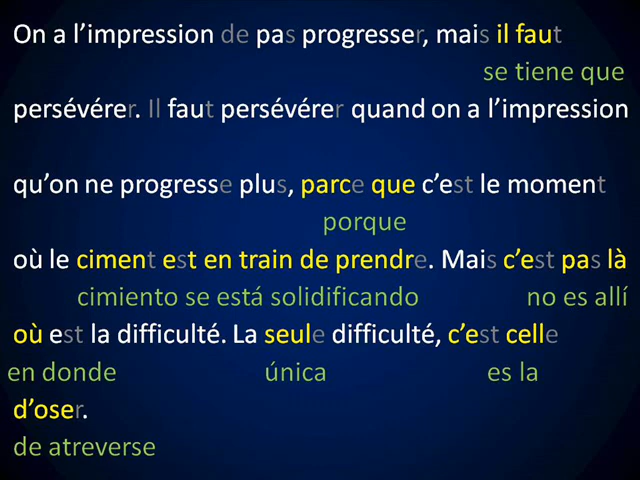 On a l’impression de pas progresser, mais il faut
se tiene que
persévérer. Il faut persévérer quand on a l’impression
qu’on ne progresse plus, parce que c’est le moment
porque
où le ciment est en train de prendre. Mais c’est pas là
cimiento se está solidificando no es allí
où est la difficulté. La seule difficulté, c’est celle
en donde única es la
d’oser.
de atreverse